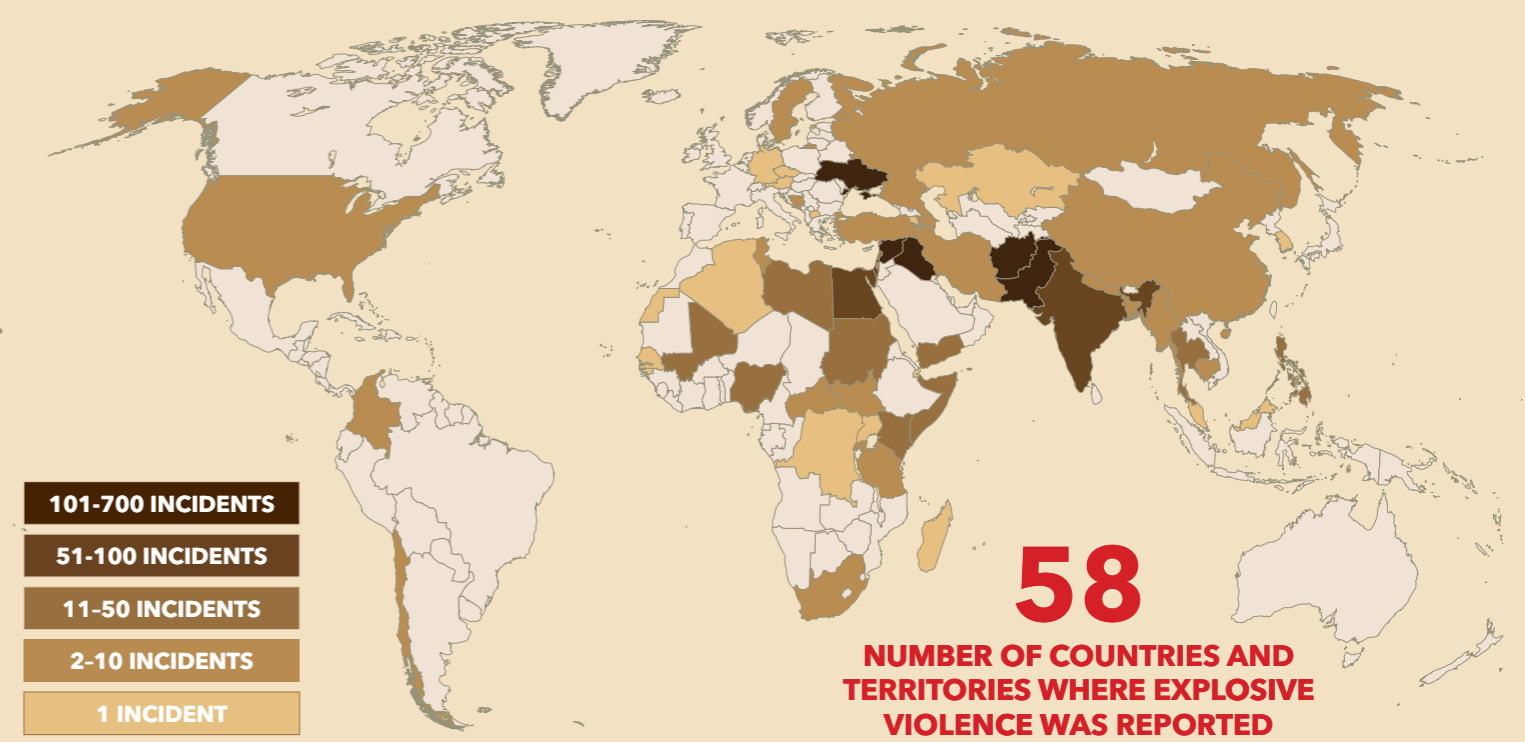 101-700 INCIDENTS
51-100 INCIDENTS
11–50 INCIDENTS
2–10 INCIDENTS
1 INCIDENT
58
NUMBER OF COUNTRIES AND
TERRITORIES WHERE EXPLOSIVE
VIOLENCE WAS REPORTED